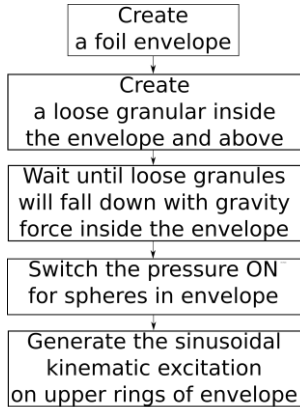 Create
a foil envelope
Create
a loose granular inside
the envelope and above
Wait until loose granules
will fall down with gravity
force inside the envelope
Switch the pressure ON
for spheres in envelope
Generate the sinusoidal
kinematic excitation
on upper rings of envelope